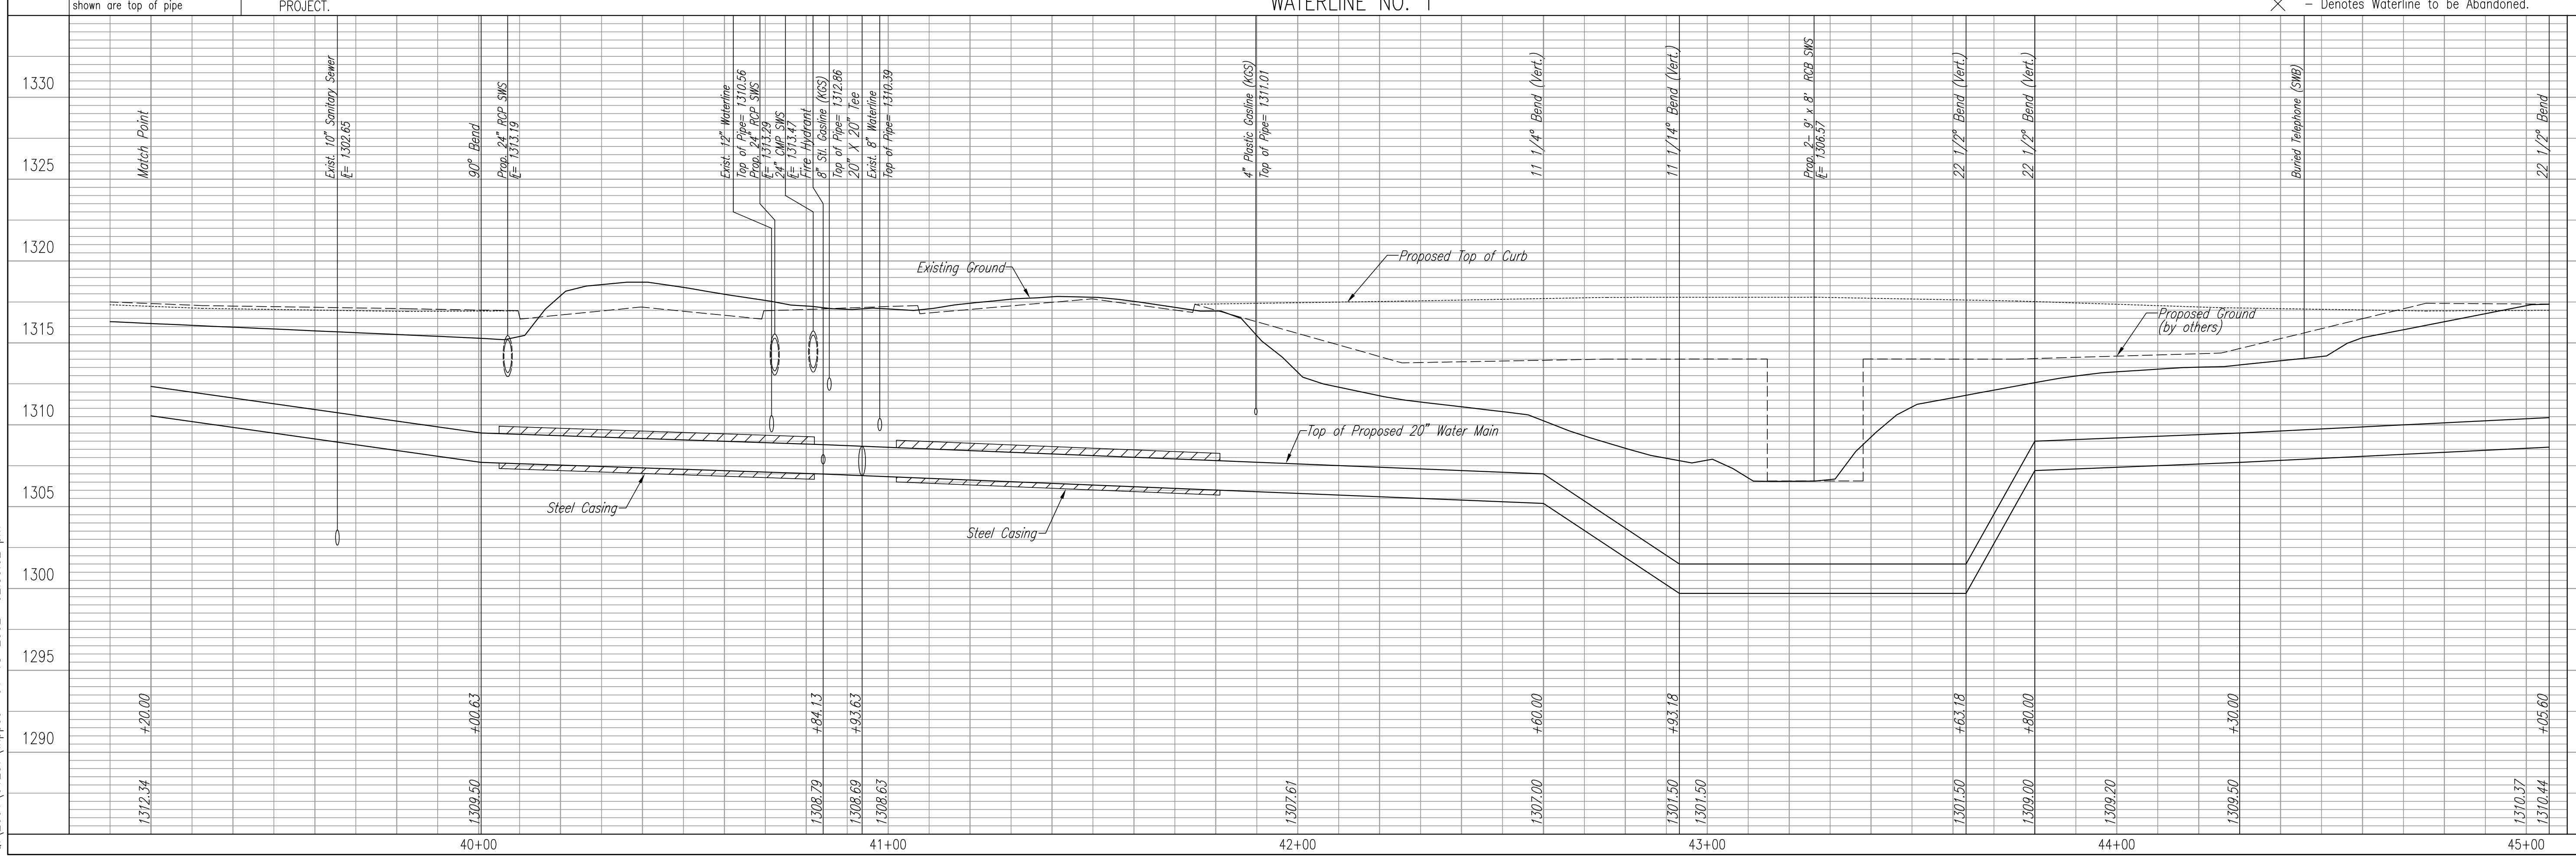 shown are top of pipe
PROJECT.
WATERLINE NO. 1
X - Denotes Waterline to be Abandoned.
1330
1325
1320
1315
1310
1305
1300
1295
1290
Match Point
Exist. 10" Sanitary Sewer
℄= 1302.65
90° Bend
Prop. 24" RCP SWS
℄= 1313.19
Exist. 12" Waterline
Top of Pipe= 1310.56
Prop. 24" RCP SWS
℄= 1313.29
24" CMP SWS
℄= 1313.47
Fire Hydrant
8" Stl. Gasline (KGS)
Top of Pipe= 1312.86
20" X 20" Tee
Exist. 8" Waterline
Top of Pipe= 1310.39
4" Plastic Gasline (KGS)
Top of Pipe= 1311.01
11 1/4° Bend (Vert.)
11 1/14° Bend (Vert.)
Prop. 2- 9' x 8' RCB SWS
℄= 1306.57
22 1/2° Bend (Vert.)
22 1/2° Bend (Vert.)
Buried Telephone (SWB)
22 1/2° Bend
Existing Ground
Proposed Top of Curb
Proposed Ground
(by others)
Top of Proposed 20" Water Main
Steel Casing
Steel Casing
+20.00
+00.63
+84.13
+93.63
+60.00
+93.18
+63.18
+80.00
+30.00
+05.60
1312.34
1309.50
1308.79
1308.69
1308.63
1307.61
1307.00
1301.50
1301.50
1301.50
1309.00
1309.20
1309.50
1310.37
1310.44
40+00
41+00
42+00
43+00
44+00
45+00